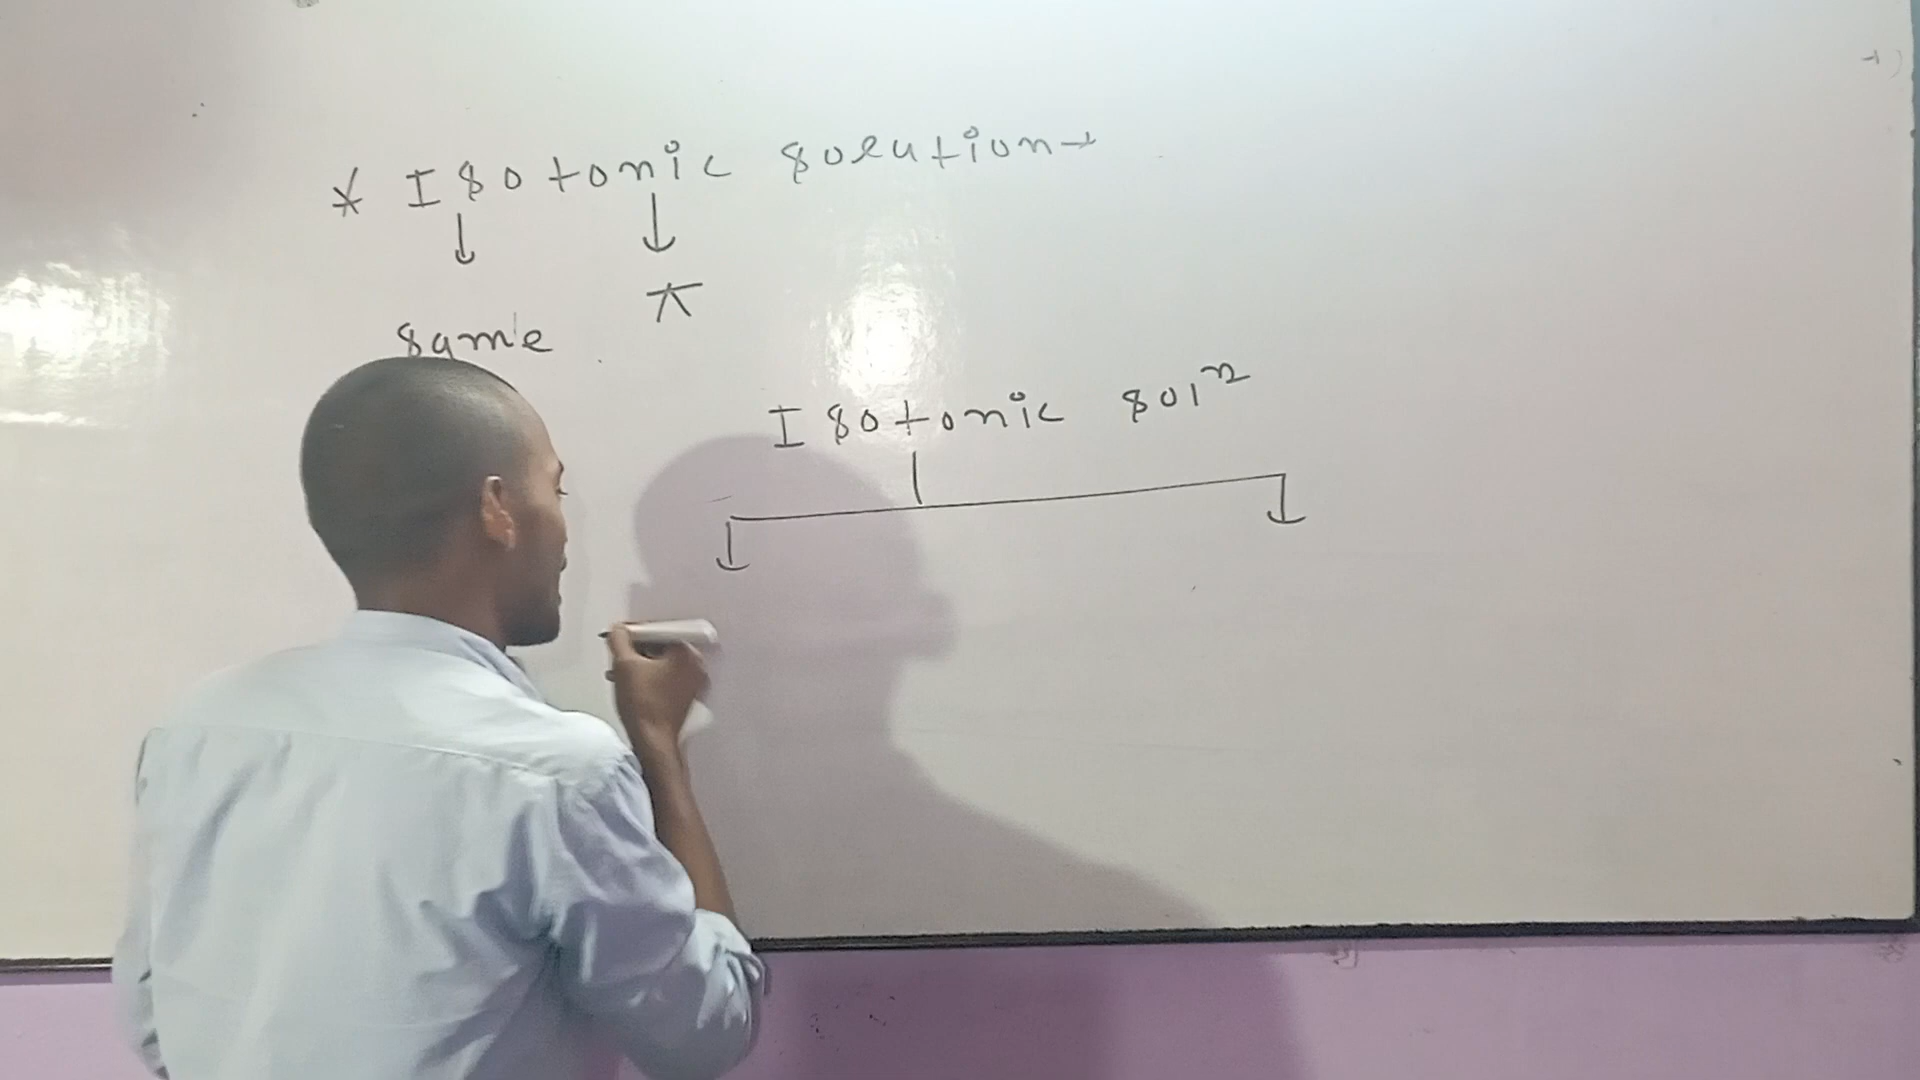 * Isotonic solution →
↓ ↓
same π
Isotonic solⁿ